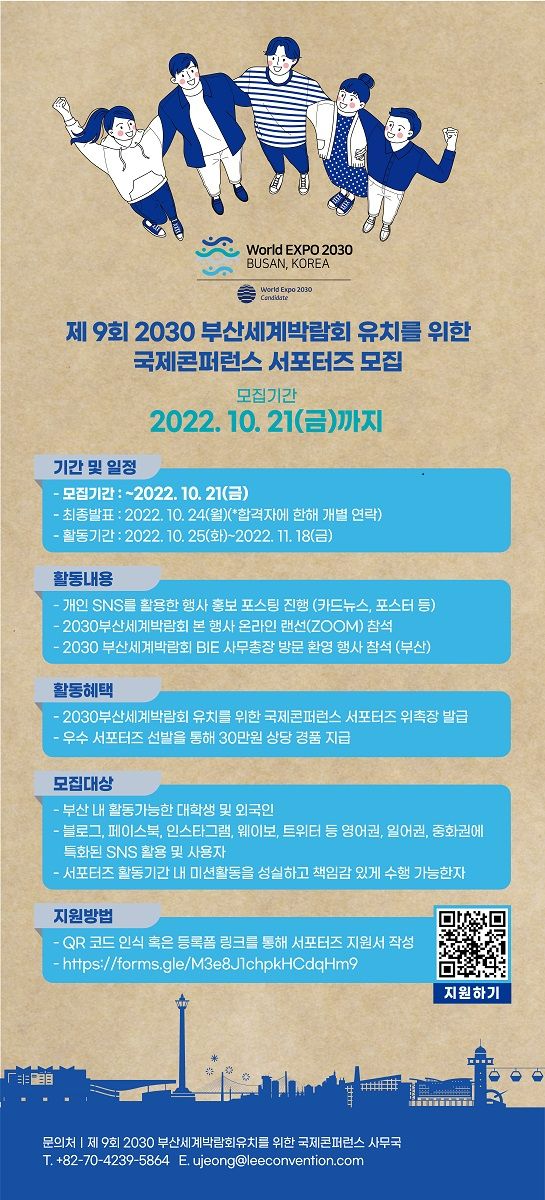 World EXPO 2030
BUSAN, KOREA
World Expo 2030
Candidate
제 9회 2030 부산세계박람회 유치를 위한
국제콘퍼런스 서포터즈 모집
모집기간
2022. 10. 21(금)까지
기간 및 일정
- 모집기간 : ~2022. 10. 21(금)
- 최종발표 : 2022. 10. 24(월)(*합격자에 한해 개별 연락)
- 활동기간 : 2022. 10. 25(화)~2022. 11. 18(금)
활동내용
- 개인 SNS를 활용한 행사 홍보 포스팅 진행 (카드뉴스, 포스터 등)
- 2030부산세계박람회 본 행사 온라인 랜선(ZOOM) 참석
- 2030 부산세계박람회 BIE 사무총장 방문 환영 행사 참석 (부산)
활동혜택
- 2030부산세계박람회 유치를 위한 국제콘퍼런스 서포터즈 위촉장 발급
- 우수 서포터즈 선발을 통해 30만원 상당 경품 지급
모집대상
- 부산 내 활동가능한 대학생 및 외국인
- 블로그, 페이스북, 인스타그램, 웨이보, 트위터 등 영어권, 일어권, 중화권에
특화된 SNS 활용 및 사용자
- 서포터즈 활동기간 내 미션활동을 성실하고 책임감 있게 수행 가능한자
지원방법
- QR 코드 인식 혹은 등록폼 링크를 통해 서포터즈 지원서 작성
- https://forms.gle/M3e8J1chpkHCdqHm9
지원하기
문의처 | 제 9회 2030 부산세계박람회유치를 위한 국제콘퍼런스 사무국
T. +82-70-4239-5864 E. ujeong@leeconvention.com